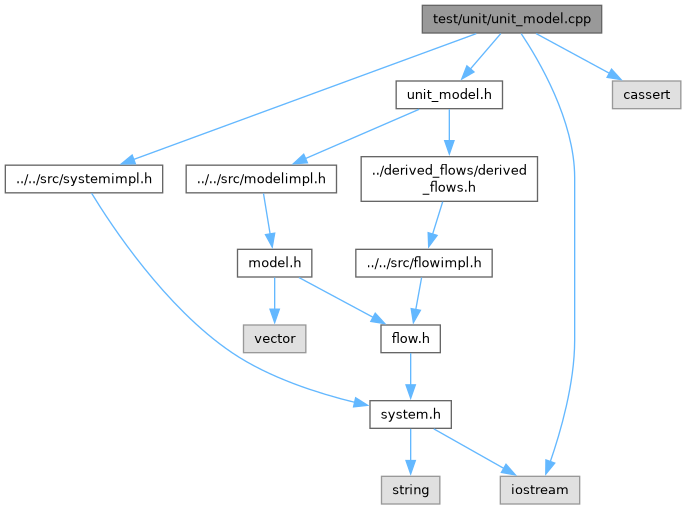 test/unit/unit_model.cpp
unit_model.h
cassert
../../src/systemimpl.h
../../src/modelimpl.h
../derived_flows/derived
_flows.h
model.h
../../src/flowimpl.h
vector
flow.h
system.h
string
iostream